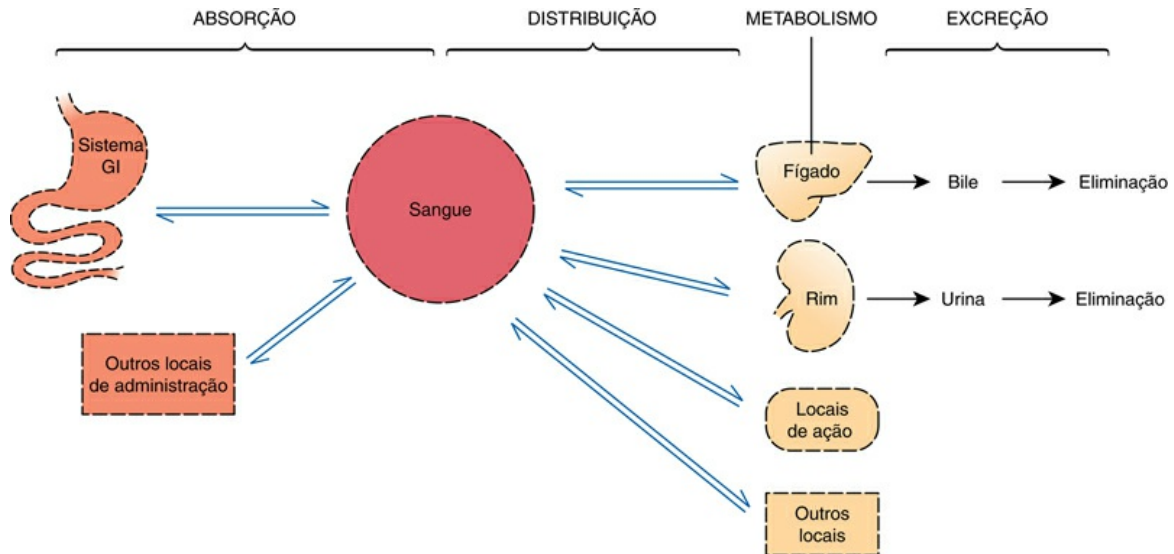 ABSORÇÃO
DISTRIBUIÇÃO
METABOLISMO
EXCREÇÃO
Sistema
GI
Sangue
Fígado
Bile
Eliminação
Rim
Urina
Eliminação
Outros locais
de administração
Locais
de ação
Outros
locais